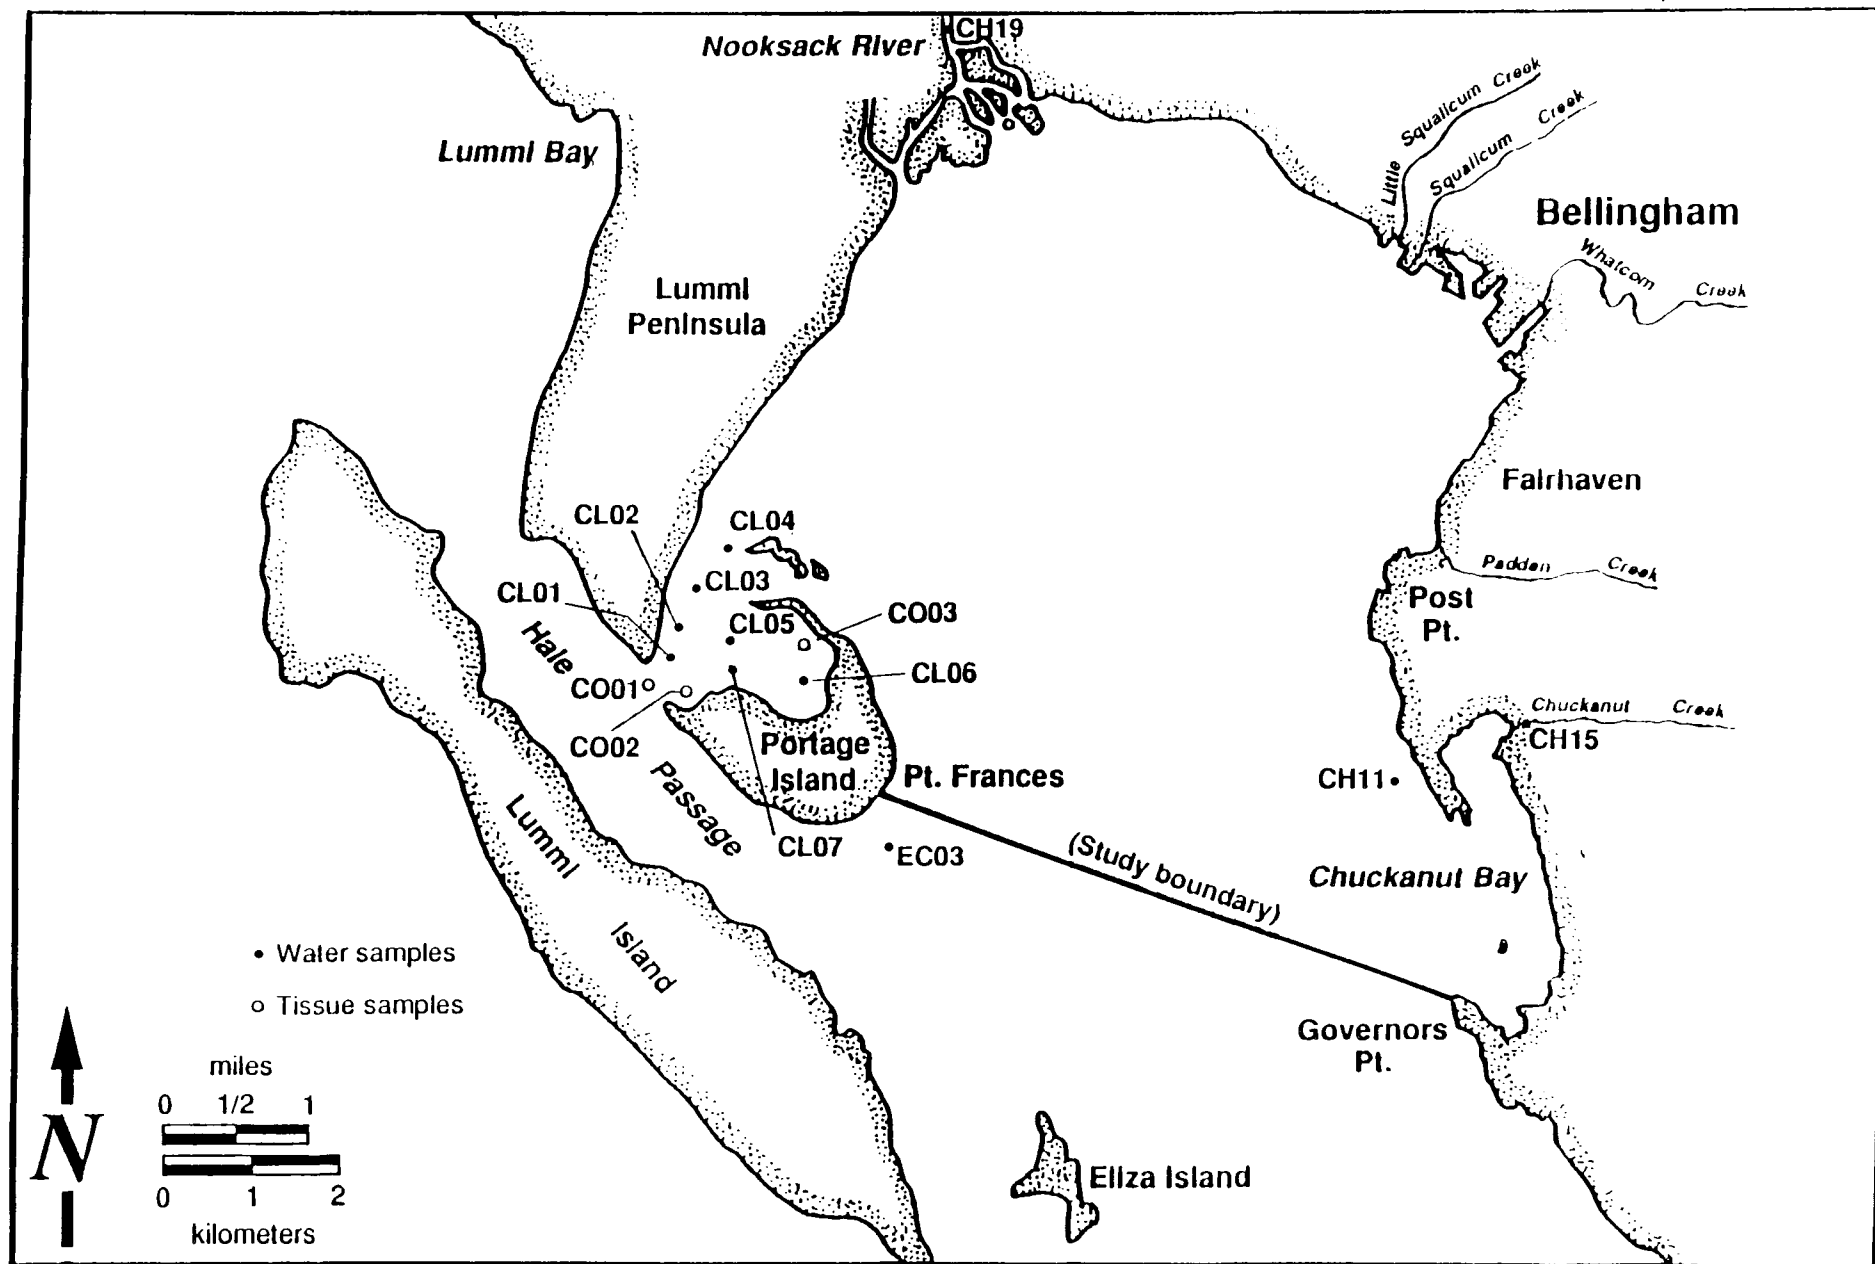 Nooksack River
CH19
Little Squalicum Creek
Squalicum Creek
Lummi Bay
Bellingham
Whatcom Creek
Lummi
Peninsula
Fairhaven
CL02
CL04
CL03
CL01
CL05
CO03
Padden Creek
Post
Pt.
Hale
Passage
CO01
CL06
CO02
Portage
Island
Chuckanut Creek
CH15
CH11
Pt. Frances
CL07
EC03
(Study boundary)
Chuckanut Bay
Lummi
Island
• Water samples
○ Tissue samples
Governors
Pt.
miles
0 1/2 1
0 1 2
kilometers
N
Eliza Island